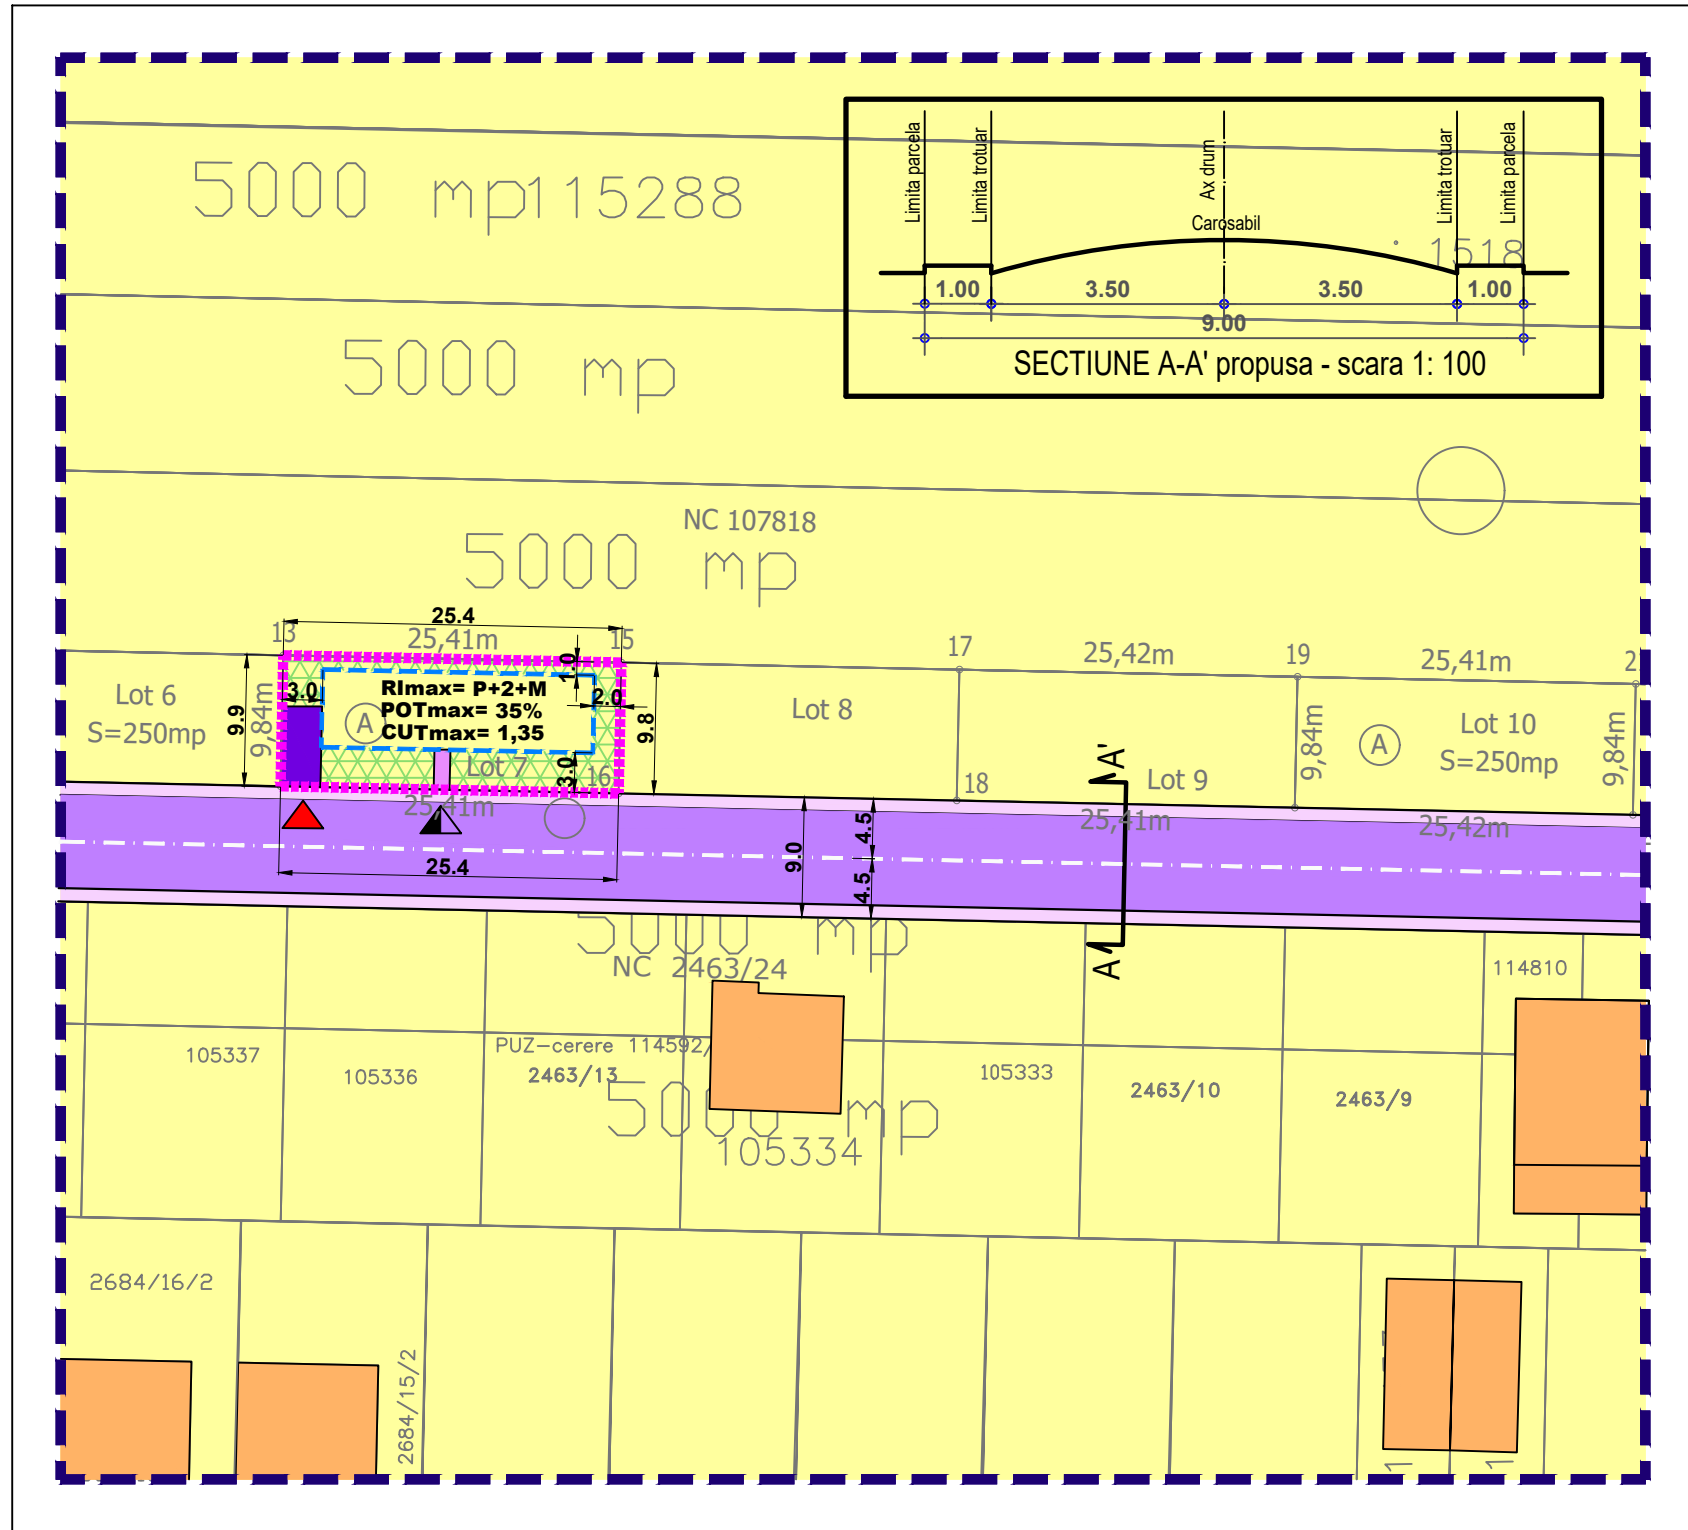 5000 mp115288
Limita parcela
Limita trotuar
Ax drum
Limita trotuar
Limita parcela
Carosabil
1518
1.00
3.50
3.50
1.00
9.00
SECTIUNE A-A' propusa - scara 1: 100
5000 mp
NC 107818
5000 mp
25.4
13
25,41m
15
17
25,42m
19
25,41m
2
Lot 6
S=250mp
9.9
9,84m
3.0
1.0
2.0
9.8
RImax= P+2+M
POTmax= 35%
CUTmax= 1,35
A
Lot 7
3.0
16
Lot 8
18
A'
Lot 9
9,84m
A
Lot 10
S=250mp
9,84m
25,41m
25,41m
25,42m
9.0
4.5
4.5
25.4
A
5000 mp
NC 2463/24
114810
105337
105336
PUZ-cerere 114592/
2463/13
105333
2463/10
2463/9
5000 mp
105334
2684/16/2
2684/15/2
1
1